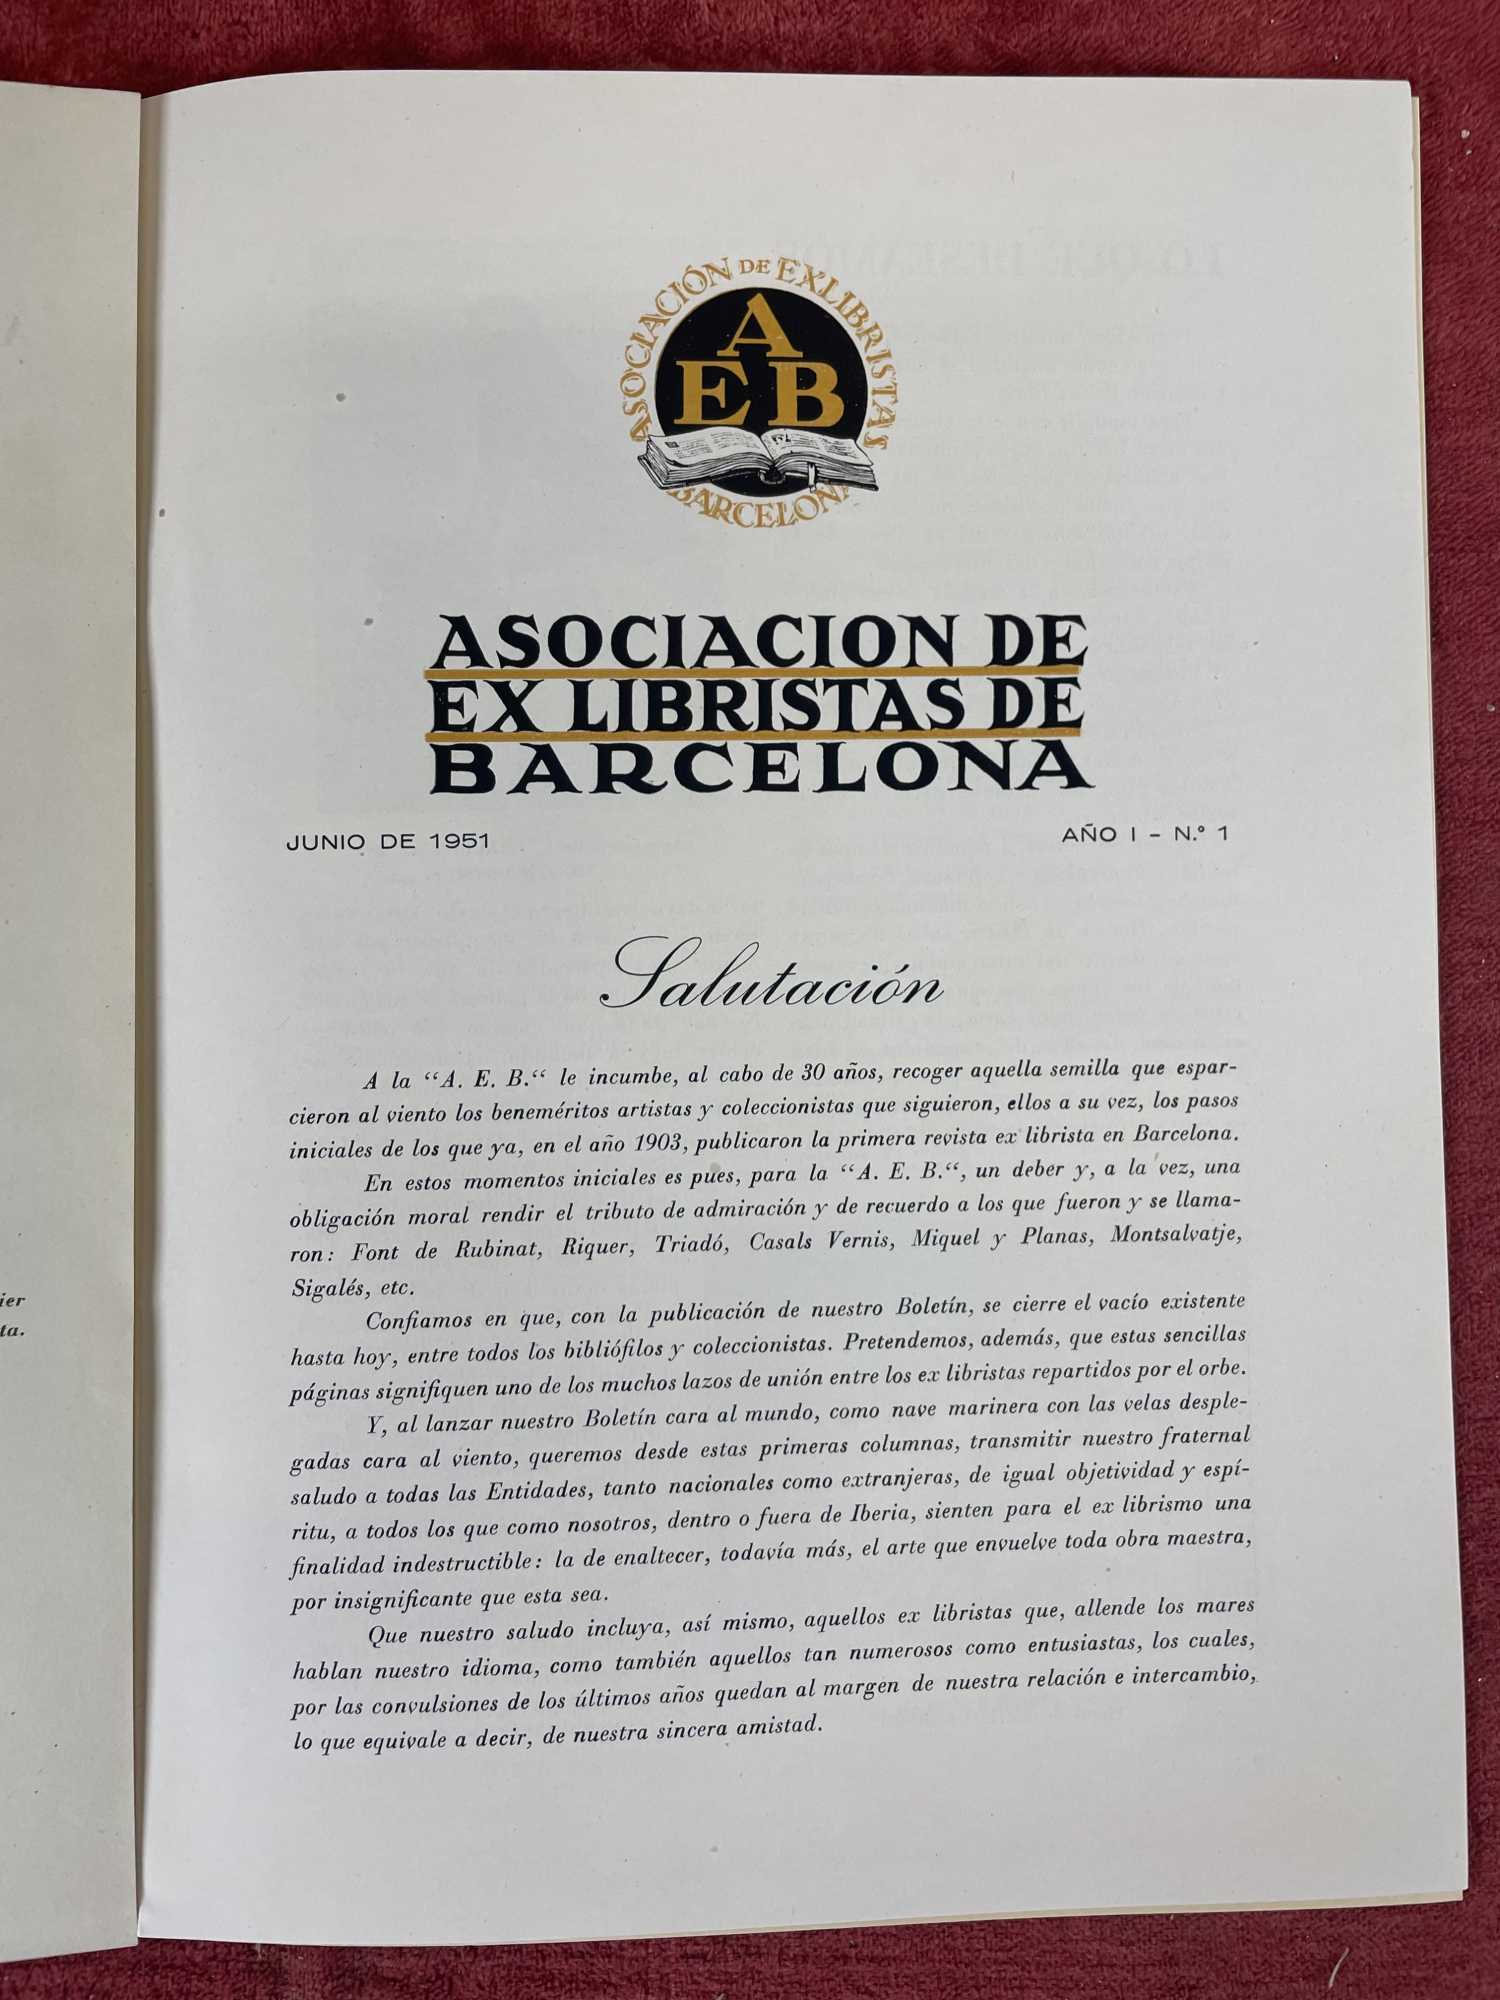 ASOCIACIÓN DE EXLIBRISTAS
A
EB
BARCELONA
ASOCIACION DE
EX LIBRISTAS DE
BARCELONA
JUNIO DE 1951
AÑO I – N.º 1
Salutación
A la “A. E. B.“ le incumbe, al cabo de 30 años, recoger aquella semilla que espar-
cieron al viento los beneméritos artistas y coleccionistas que siguieron, ellos a su vez, los pasos
iniciales de los que ya, en el año 1903, publicaron la primera revista ex librista en Barcelona.
En estos momentos iniciales es pues, para la “A. E. B.“, un deber y, a la vez, una
obligación moral rendir el tributo de admiración y de recuerdo a los que fueron y se llama-
ron: Font de Rubinat, Riquer, Triadó, Casals Vernis, Miquel y Planas, Montsalvatje,
Sigalés, etc.
Confiamos en que, con la publicación de nuestro Boletín, se cierre el vacío existente
hasta hoy, entre todos los bibliófilos y coleccionistas. Pretendemos, además, que estas sencillas
páginas signifiquen uno de los muchos lazos de unión entre los ex libristas repartidos por el orbe.
Y, al lanzar nuestro Boletín cara al mundo, como nave marinera con las velas desple-
gadas cara al viento, queremos desde estas primeras columnas, transmitir nuestro fraternal
saludo a todas las Entidades, tanto nacionales como extranjeras, de igual objetividad y espí-
ritu, a todos los que como nosotros, dentro o fuera de Iberia, sienten para el ex librismo una
finalidad indestructible: la de enaltecer, todavía más, el arte que envuelve toda obra maestra,
por insignificante que esta sea.
Que nuestro saludo incluya, así mismo, aquellos ex libristas que, allende los mares
hablan nuestro idioma, como también aquellos tan numerosos como entusiastas, los cuales,
por las convulsiones de los últimos años quedan al margen de nuestra relación e intercambio,
lo que equivale a decir, de nuestra sincera amistad.
ier
ta.